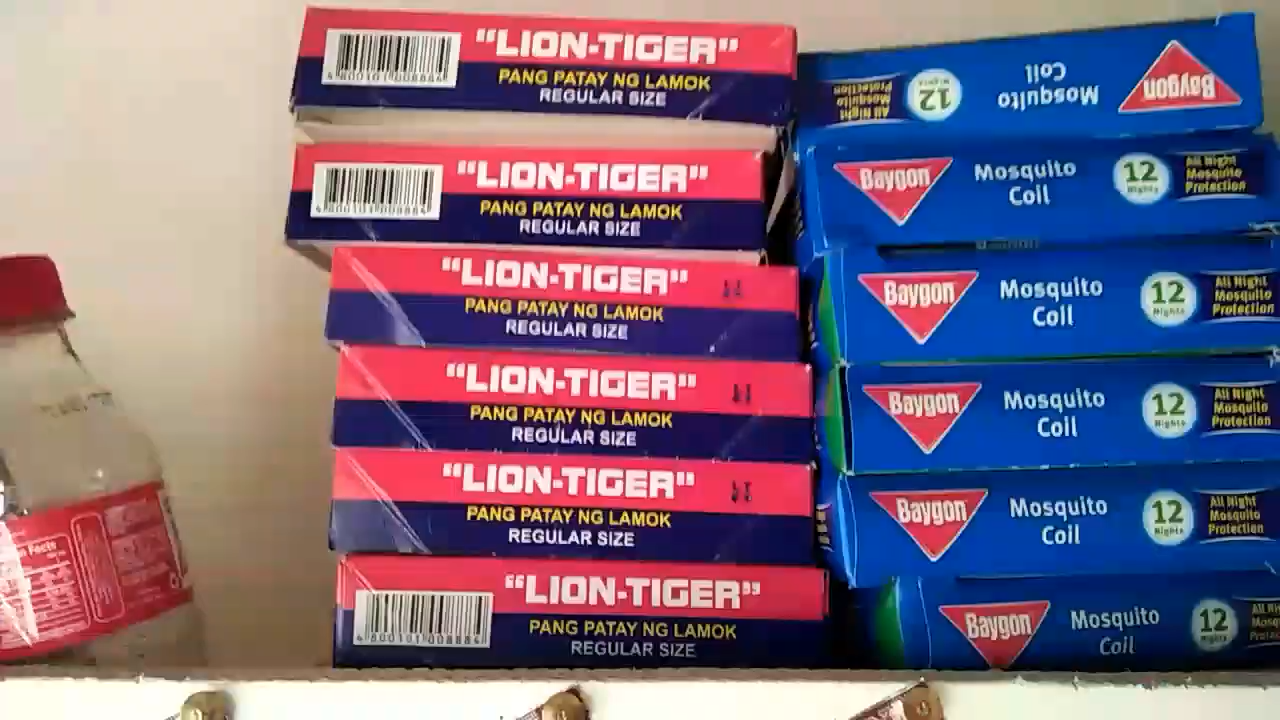 "LION-TIGER"
PANG PATAY NG LAMOK
REGULAR SIZE
4800101008884
"LION-TIGER"
PANG PATAY NG LAMOK
REGULAR SIZE
4800101008884
"LION-TIGER"
PANG PATAY NG LAMOK
REGULAR SIZE
"LION-TIGER"
PANG PATAY NG LAMOK
REGULAR SIZE
"LION-TIGER"
PANG PATAY NG LAMOK
REGULAR SIZE
"LION-TIGER"
PANG PATAY NG LAMOK
REGULAR SIZE
4800101008884
Baygon
Mosquito
Coil
12
Nights
All Night
Mosquito
Protection
Baygon
Mosquito
Coil
12
Nights
All Night
Mosquito
Protection
Baygon
Mosquito
Coil
12
Nights
All Night
Mosquito
Protection
Baygon
Mosquito
Coil
12
Nights
All Night
Mosquito
Protection
Baygon
Mosquito
Coil
12
Nights
All Night
Mosquito
Protection
Baygon
Mosquito
Coil
12
Nights
All
Facts